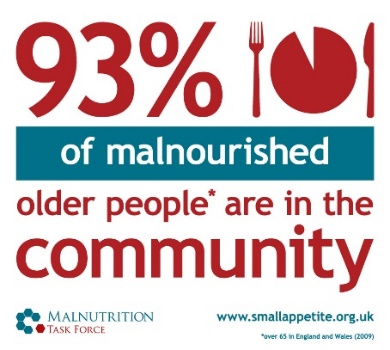 93%
of malnourished
older people* are in the
community
MALNUTRITION
TASK FORCE
www.smallappetite.org.uk
*over 65 in England and Wales (2009)